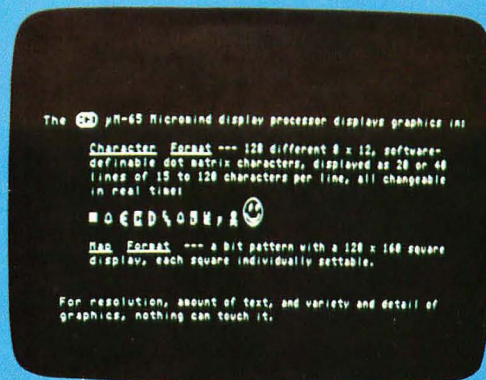 The ECD µM-65 Micromind display processor displays graphics in:
Character Format --- 128 different 8 x 12, software-
definable dot matrix characters, displayed as 20 or 40
lines of 15 to 120 characters per line, all changeable
in real time:
Map Format --- a bit pattern with a 120 x 160 square
display, each square individually settable.
For resolution, amount of text, and variety and detail of
graphics, nothing can touch it.